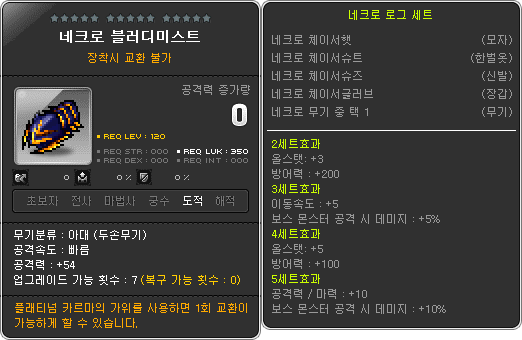 네크로 블러디미스트
장착시 교환 불가
공격력 증가량
0
REQ LEV : 120
REQ STR : 000
REQ LUK : 350
REQ DEX : 000
REQ INT : 000
0
0 %
0 %
초보자 전사 마법사 궁수 도적 해적
무기분류 : 아대 (두손무기)
공격속도 : 빠름
공격력 : +54
업그레이드 가능 횟수 : 7 (복구 가능 횟수 : 0)
플래티넘 카르마의 가위를 사용하면 1회 교환이
가능하게 할 수 있습니다.
네크로 로그 세트
네크로 체이서햇 (모자)
네크로 체이서슈트 (한벌옷)
네크로 체이서슈즈 (신발)
네크로 체이서글러브 (장갑)
네크로 무기 중 택 1 (무기)
2세트효과
올스탯: +3
방어력 : +200
3세트효과
이동속도 : +5
보스 몬스터 공격 시 데미지 : +5%
4세트효과
올스탯: +5
방어력 : +100
5세트효과
공격력 / 마력 : +10
보스 몬스터 공격 시 데미지 : +10%